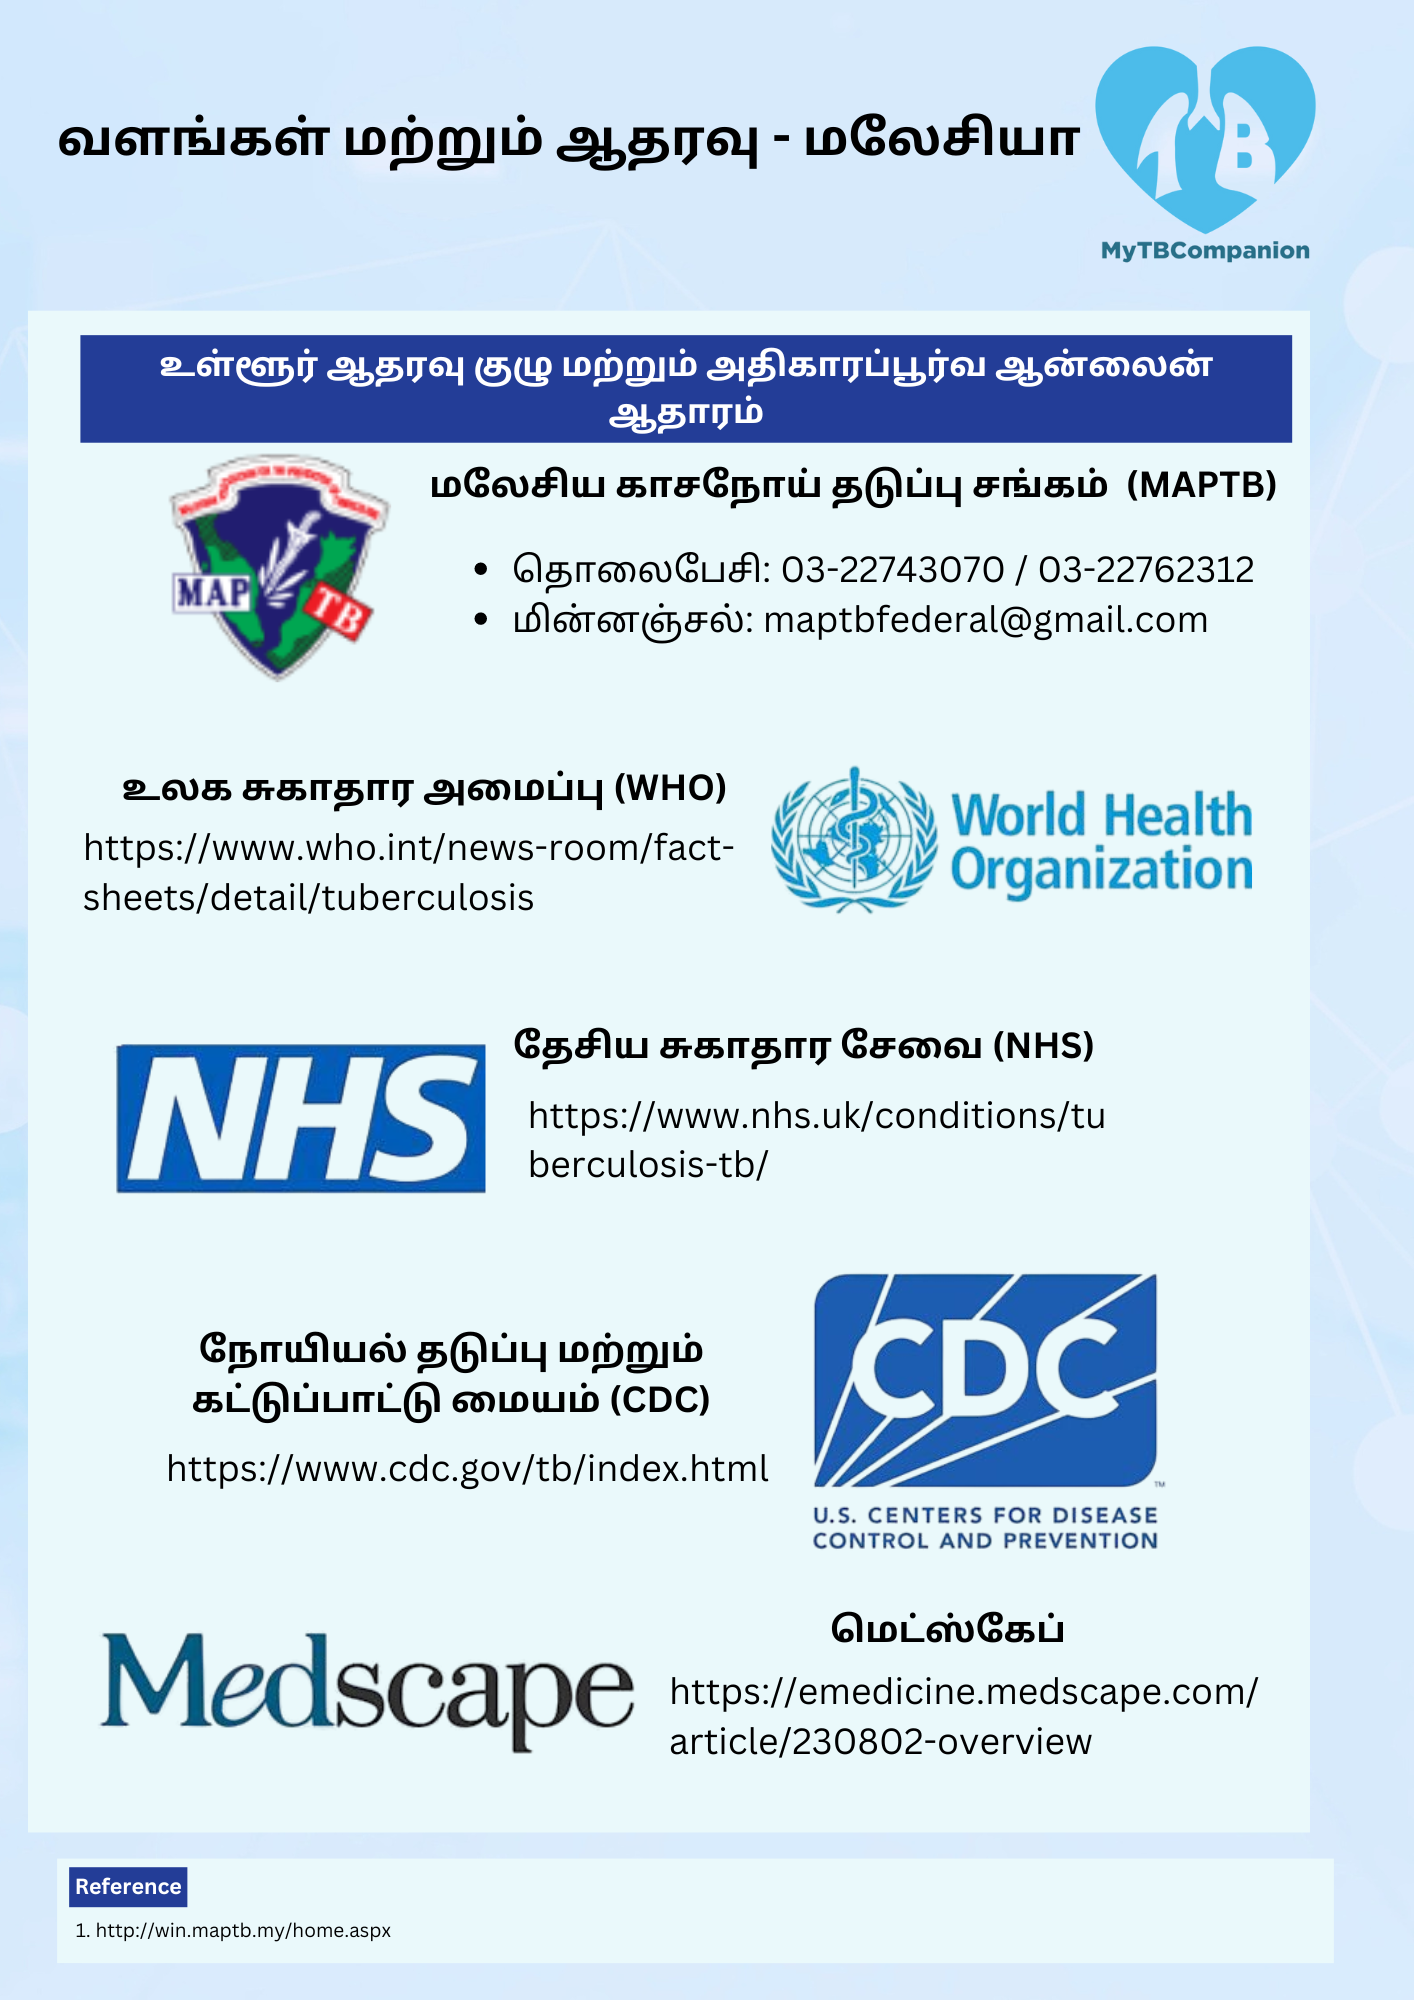 வளங்கள் மற்றும் ஆதரவு - மலேசியா
TB
MyTBCompanion
உள்ளூர் ஆதரவு குழு மற்றும் அதிகாரப்பூர்வ ஆன்லைன்
ஆதாரம்
MAP
TB
மலேசிய காசநோய் தடுப்பு சங்கம் (MAPTB)
• தொலைபேசி: 03-22743070 / 03-22762312
• மின்னஞ்சல்: maptbfederal@gmail.com
உலக சுகாதார அமைப்பு (WHO)
https://www.who.int/news-room/fact-
sheets/detail/tuberculosis
World Health
Organization
NHS
தேசிய சுகாதார சேவை (NHS)
https://www.nhs.uk/conditions/tu
berculosis-tb/
நோயியல் தடுப்பு மற்றும்
கட்டுப்பாட்டு மையம் (CDC)
https://www.cdc.gov/tb/index.html
CDC
TM
U.S. CENTERS FOR DISEASE
CONTROL AND PREVENTION
Medscape
மெட்ஸ்கேப்
https://emedicine.medscape.com/
article/230802-overview
Reference
1. http://win.maptb.my/home.aspx